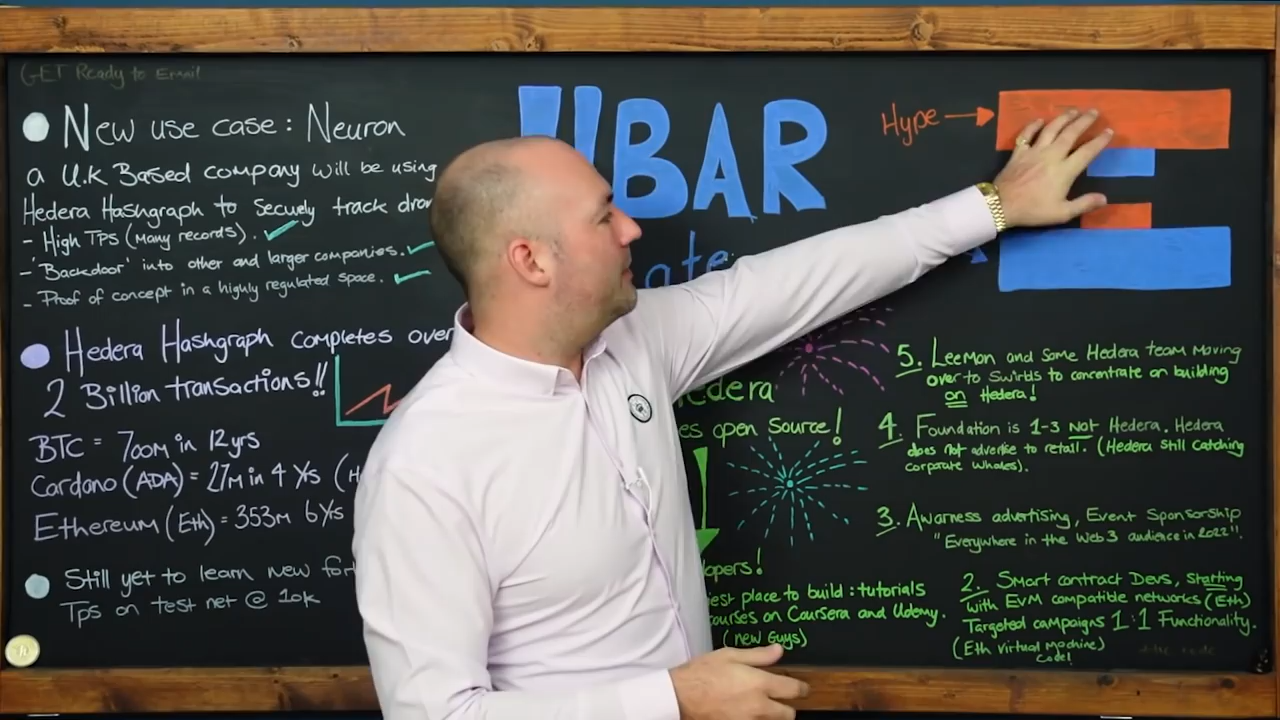 GET Ready to Email
New use case: Neuron
a U.K Based company will be using
Hedera Hashgraph to Securely track
- High TPS (Many records).
- 'Backdoor' into other and larger companies.
- Proof of concept in a highly regulated space.
Hedera Hashgraph completes over
2 Billion transactions!!
BTC = 700m in 12yrs
Cardano (ADA) = 27m in 4 Yrs (H
Ethereum (Eth) = 353m 6Yrs
Still yet to learn new
Tps on test net @ 10k
BAR
Hype
edera
es open Source!
lopers!
iest place to build: tutorials
ourses on Coursera and Udemy.
(new Guys)
5. Leemon and Some Hedera team moving
over to Swirlds to concentrate on building
on Hedera!
4. Foundation is 1-3 Not Hedera. Hedera
does not advertise to retail. (Hedera Still catching
corporate Whales).
3. Awarness advertising, Event Sponsorship
"Everywhere in the Web 3 audience in 2022".
2. Smart contract Devs, Starting
with EVM compatible networks (Eth)
Targeted campaigns 1:1 Functionality.
(Eth Virtual Machine)
Code!